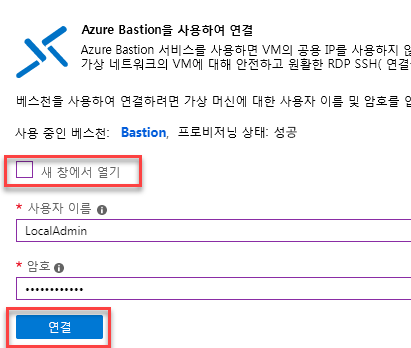 Azure Bastion을 사용하여 연결
Azure Bastion 서비스를 사용하면 VM의 공용 IP를 사용하지 않
가상 네트워크의 VM에 대해 안전하고 원활한 RDP SSH( 연결
베스천을 사용하여 연결하려면 가상 머신에 대한 사용자 이름 및 암호를 입
사용 중인 베스천: Bastion, 프로비저닝 상태: 성공
새 창에서 열기
* 사용자 이름
LocalAdmin
* 암호
••••••••••••
연결